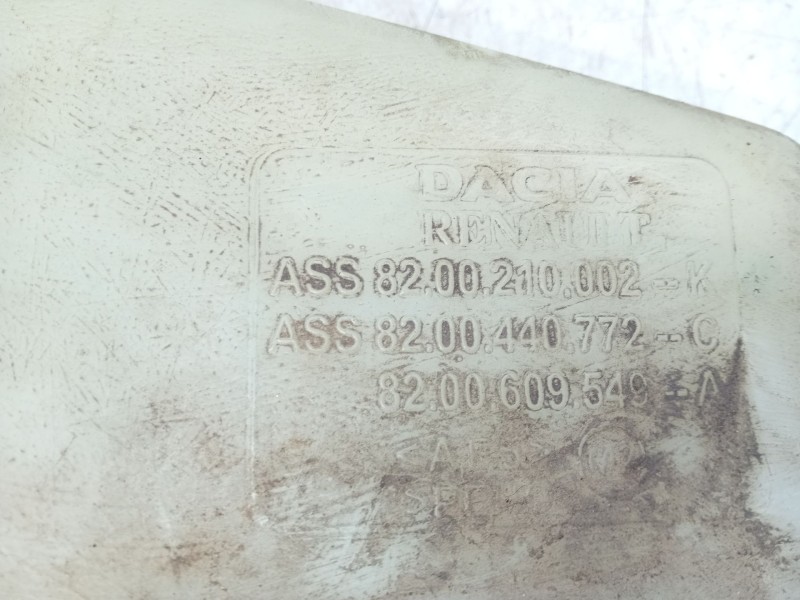 DACIA
RENAULT
ASS 82.00.210.002 - K
ASS 82.00.440.772 - C
82.00.609.549 - A